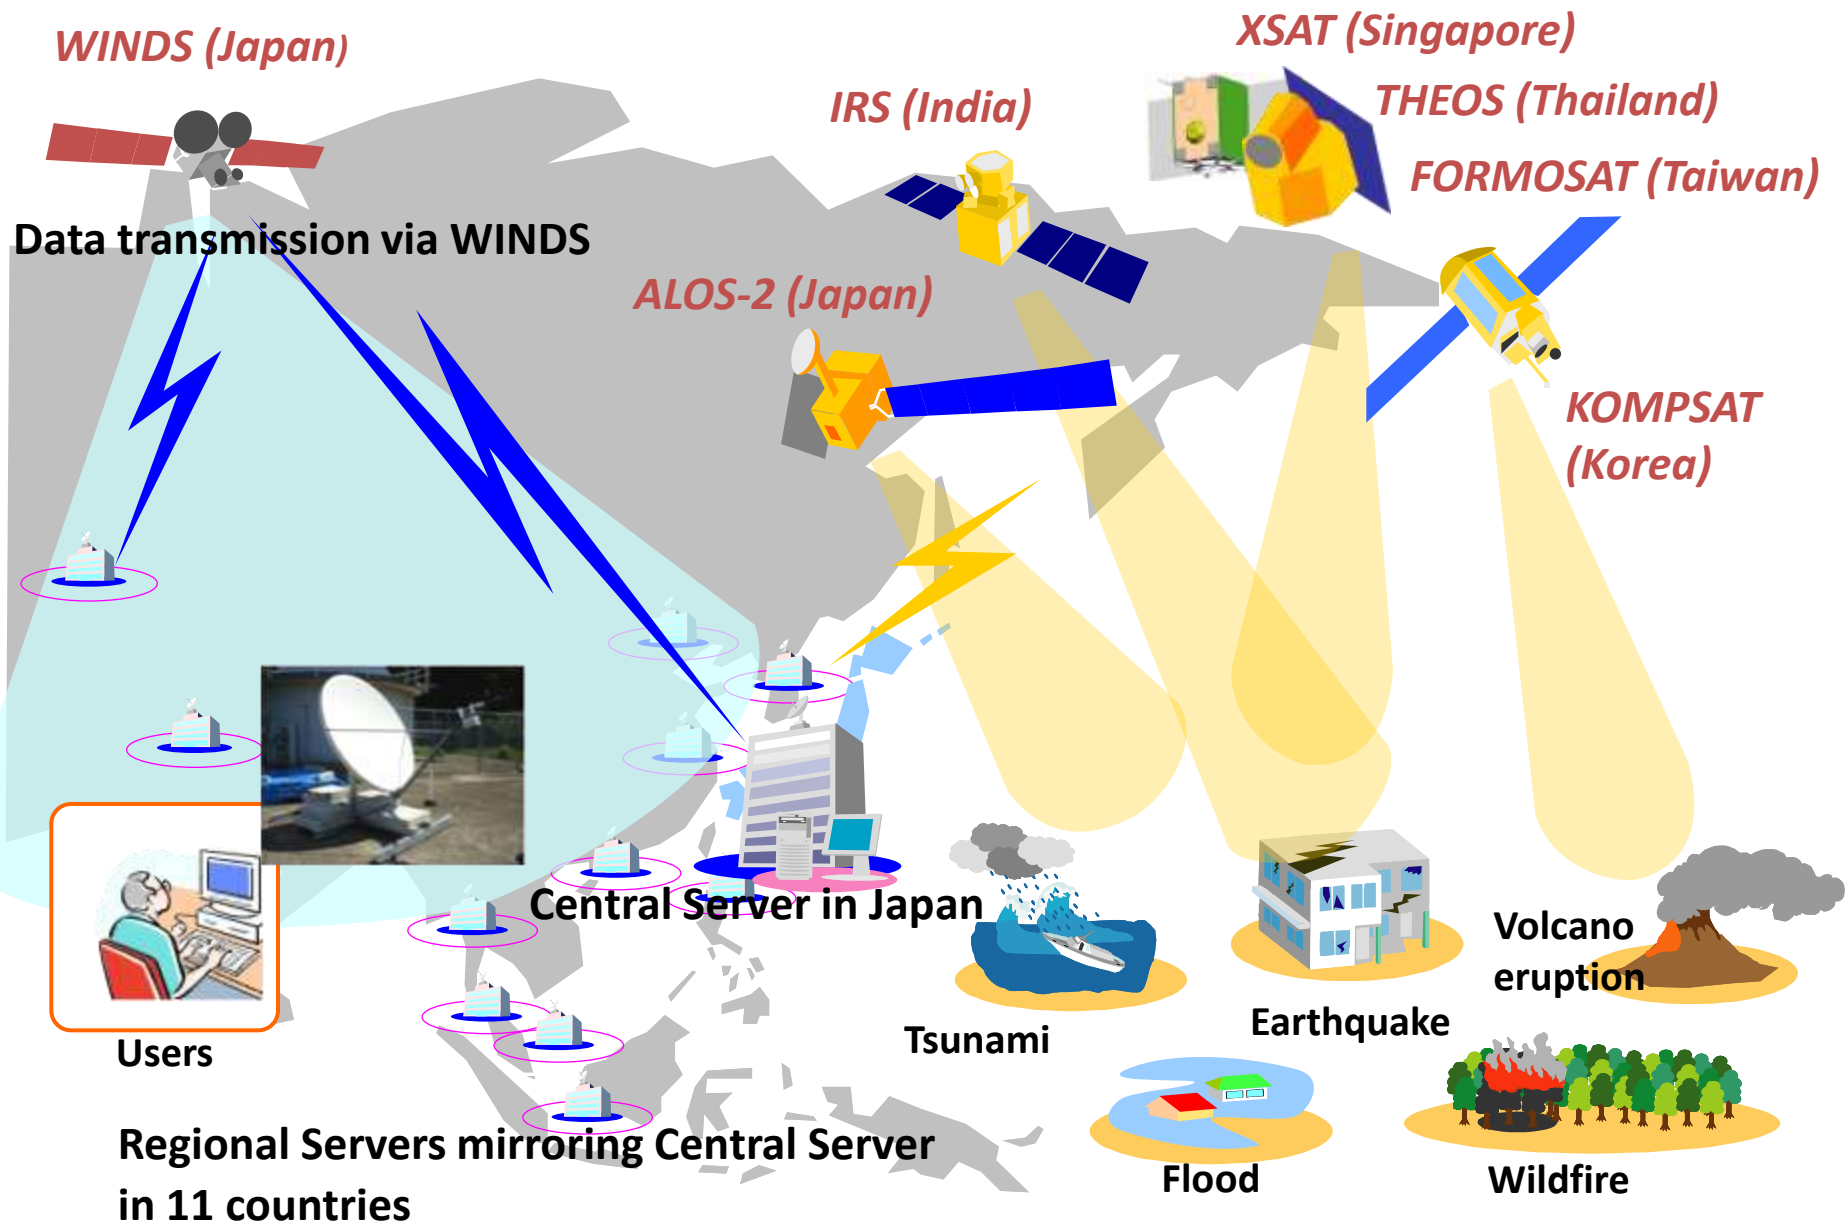 WINDS (Japan)
XSAT (Singapore)
IRS (India)
THEOS (Thailand)
FORMOSAT (Taiwan)
Data transmission via WINDS
ALOS-2 (Japan)
KOMPSAT
(Korea)
Central Server in Japan
Volcano
eruption
Tsunami
Earthquake
Users
Regional Servers mirroring Central Server
in 11 countries
Flood
Wildfire